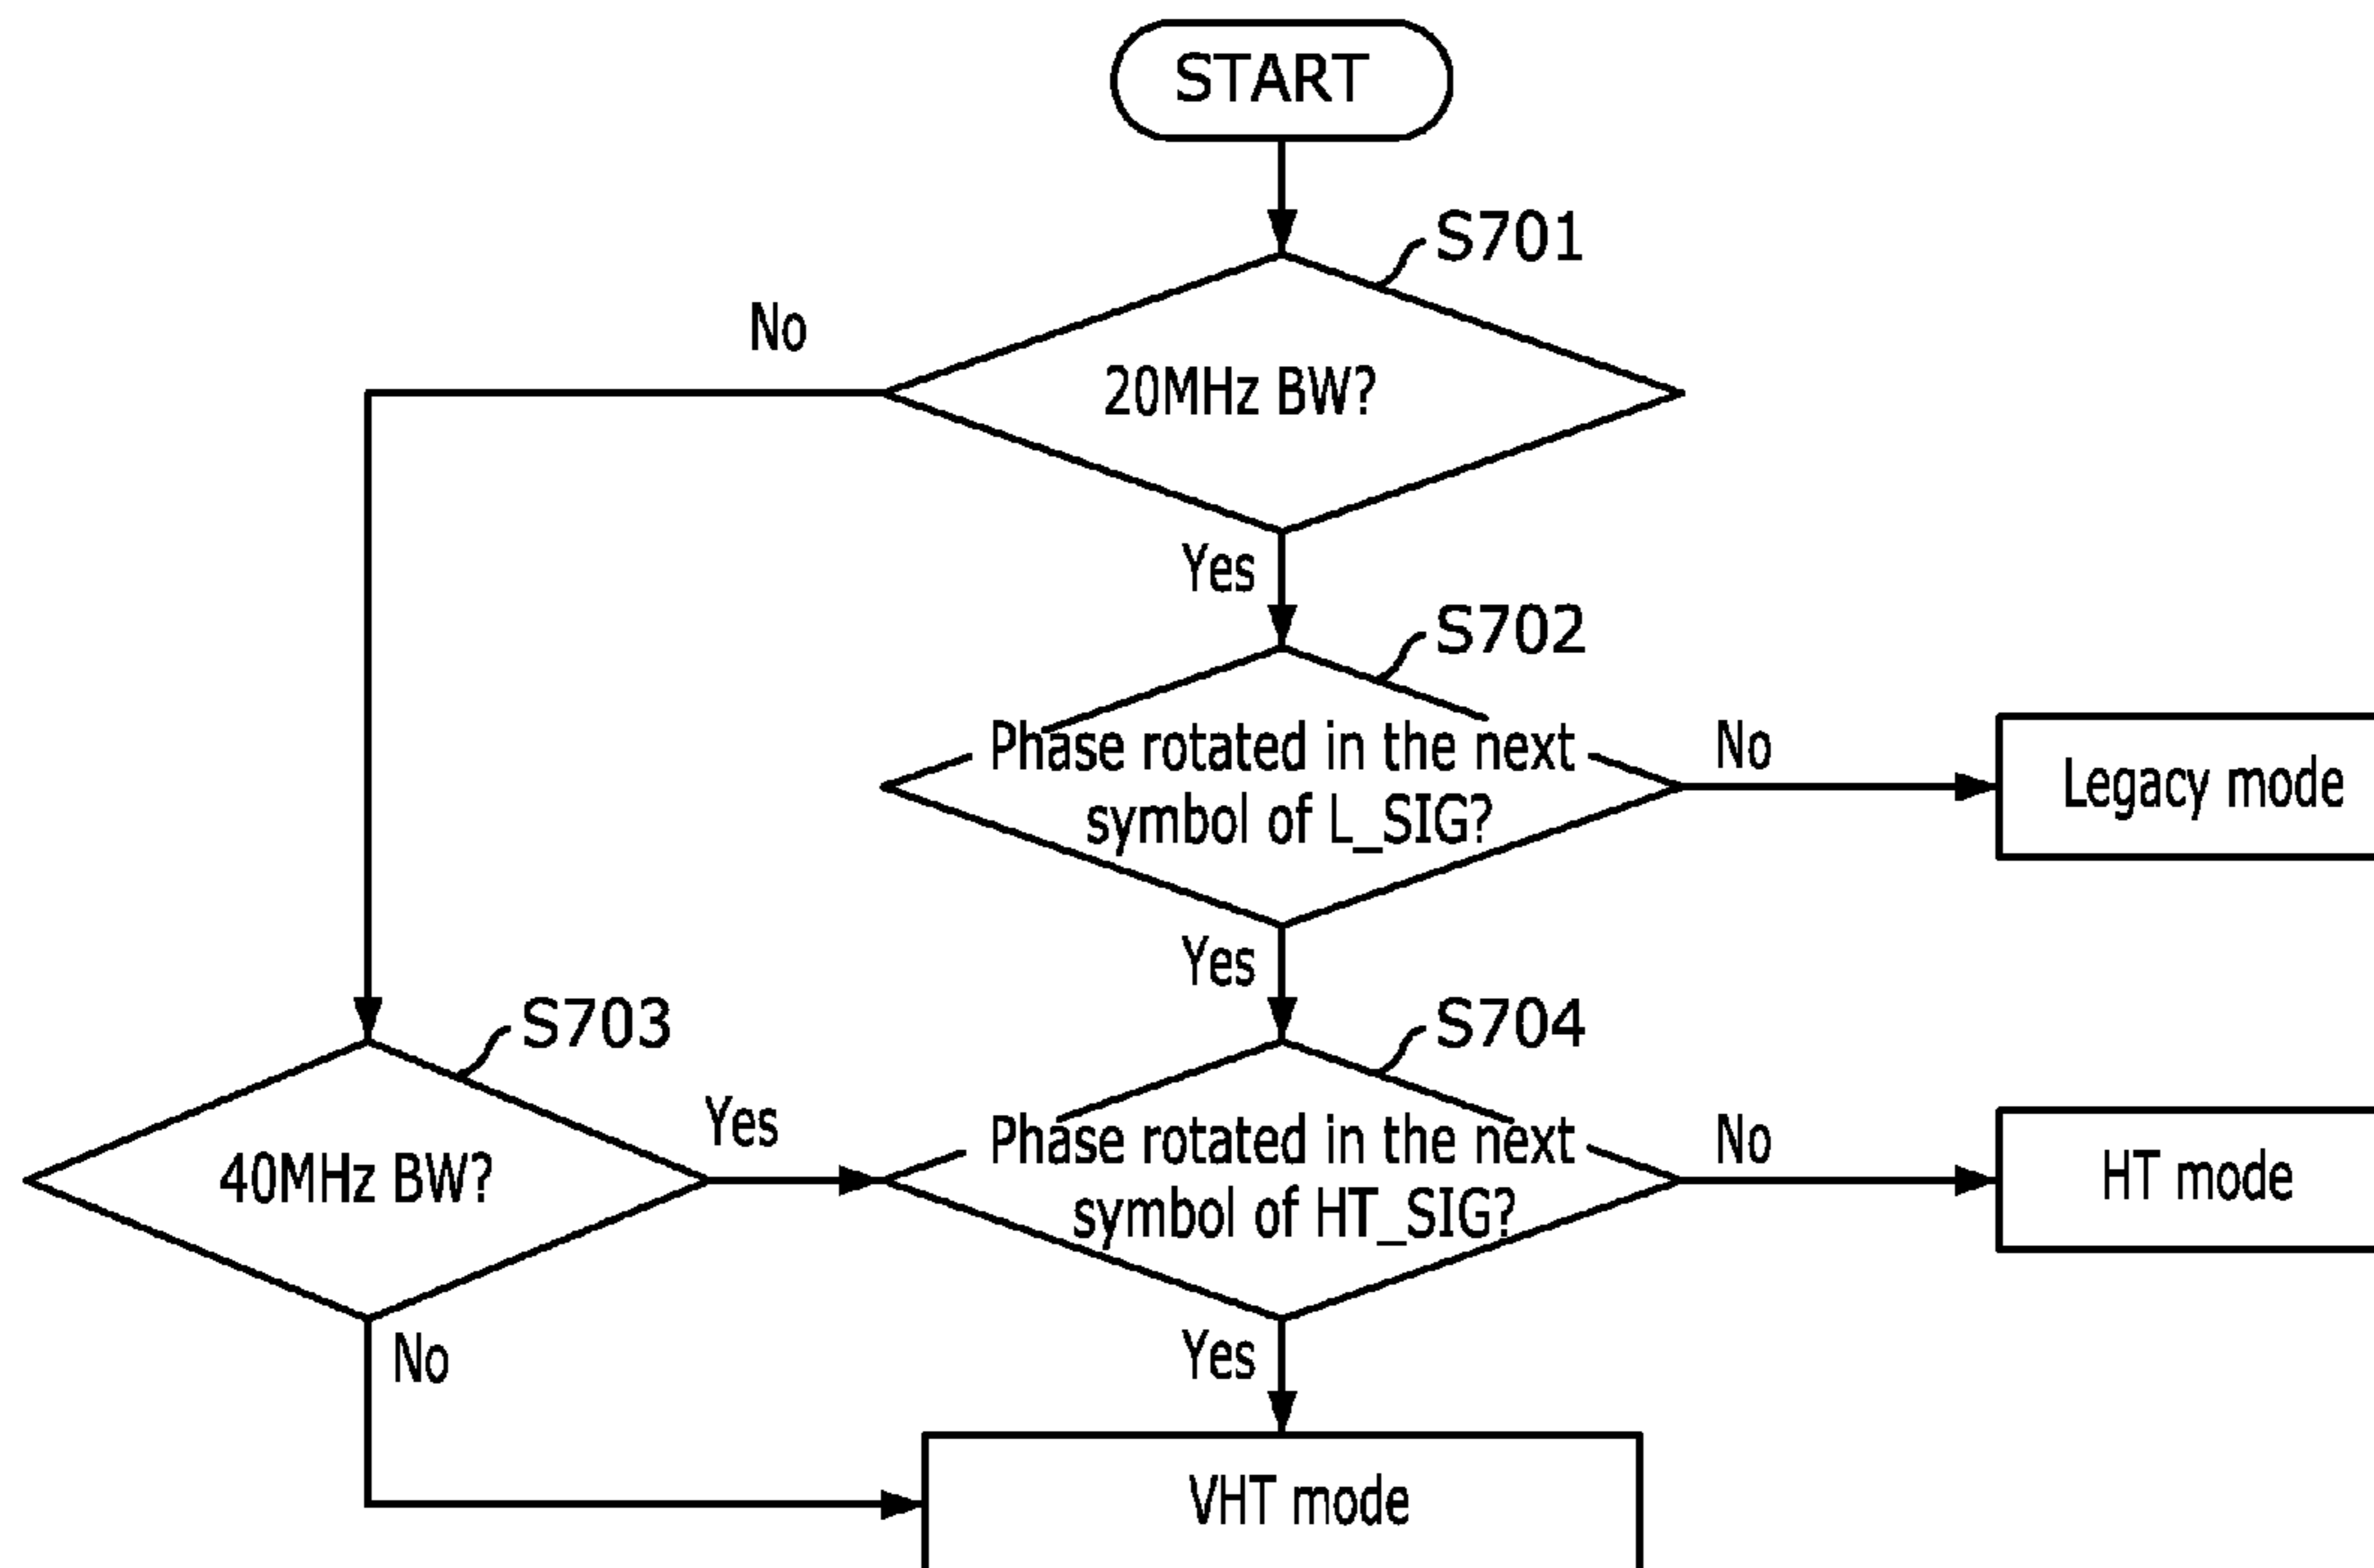 START
S701
No
20MHz BW?
Yes
S702
Phase rotated in the next
symbol of L_SIG?
No
Legacy mode
Yes
S703
S704
40MHz BW?
Yes
Phase rotated in the next
symbol of HT_SIG?
No
HT mode
No
Yes
VHT mode